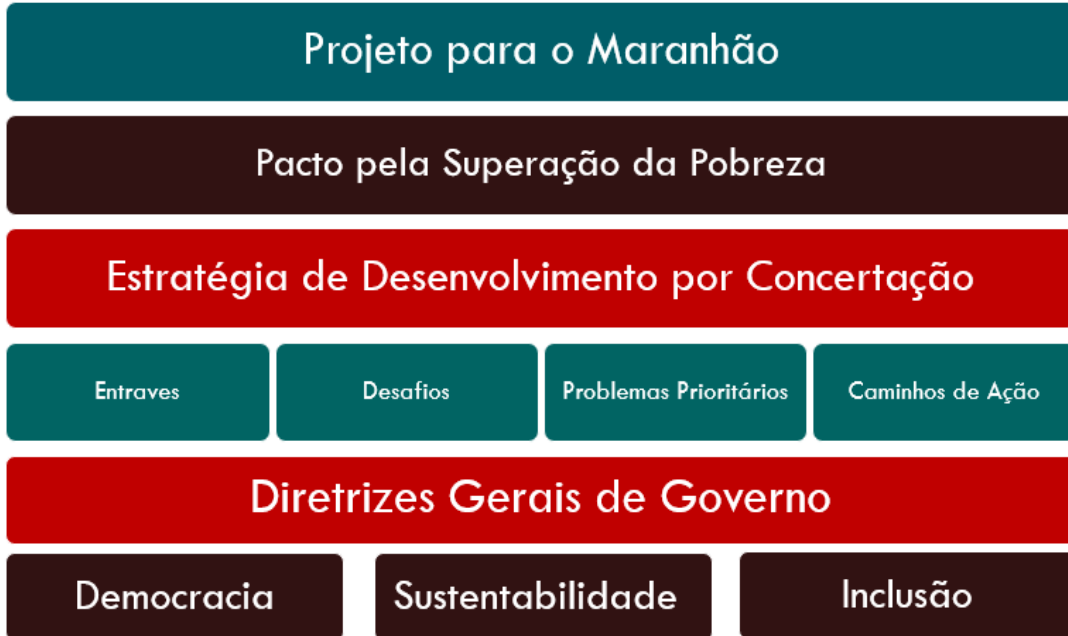 Projeto para o Maranhão
Pacto pela Superação da Pobreza
Estratégia de Desenvolvimento por Concertação
Entraves
Desafios
Problemas Prioritários
Caminhos de Ação
Diretrizes Gerais de Governo
Democracia
Sustentabilidade
Inclusão